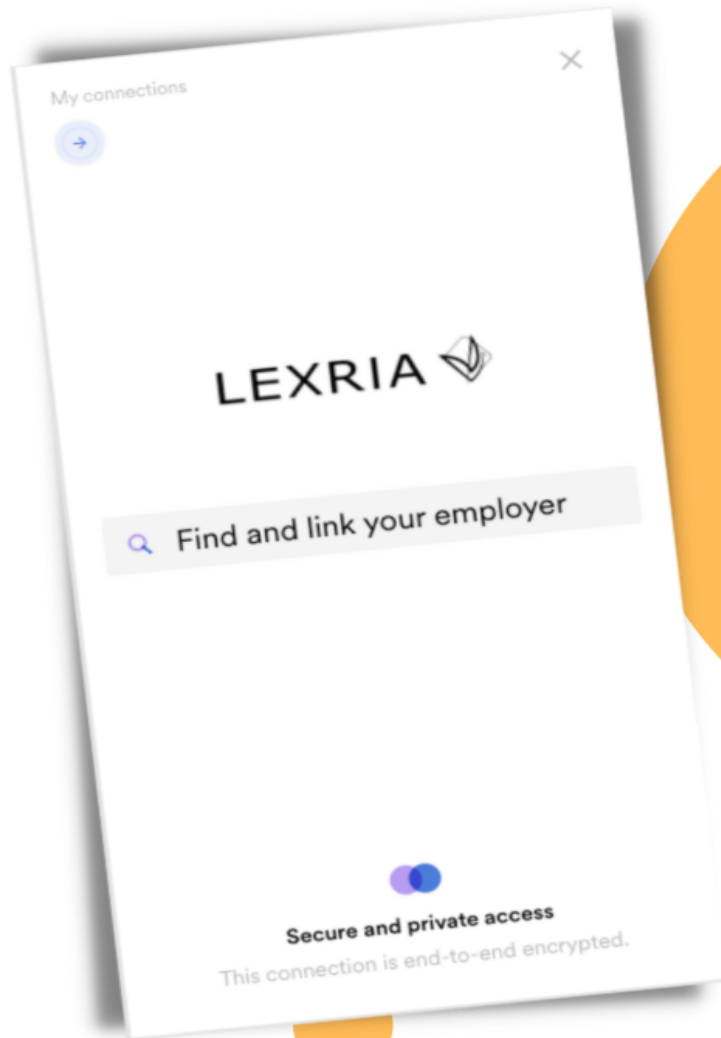 My connections
LEXRIA
Find and link your employer
Secure and private access
This connection is end-to-end encrypted.